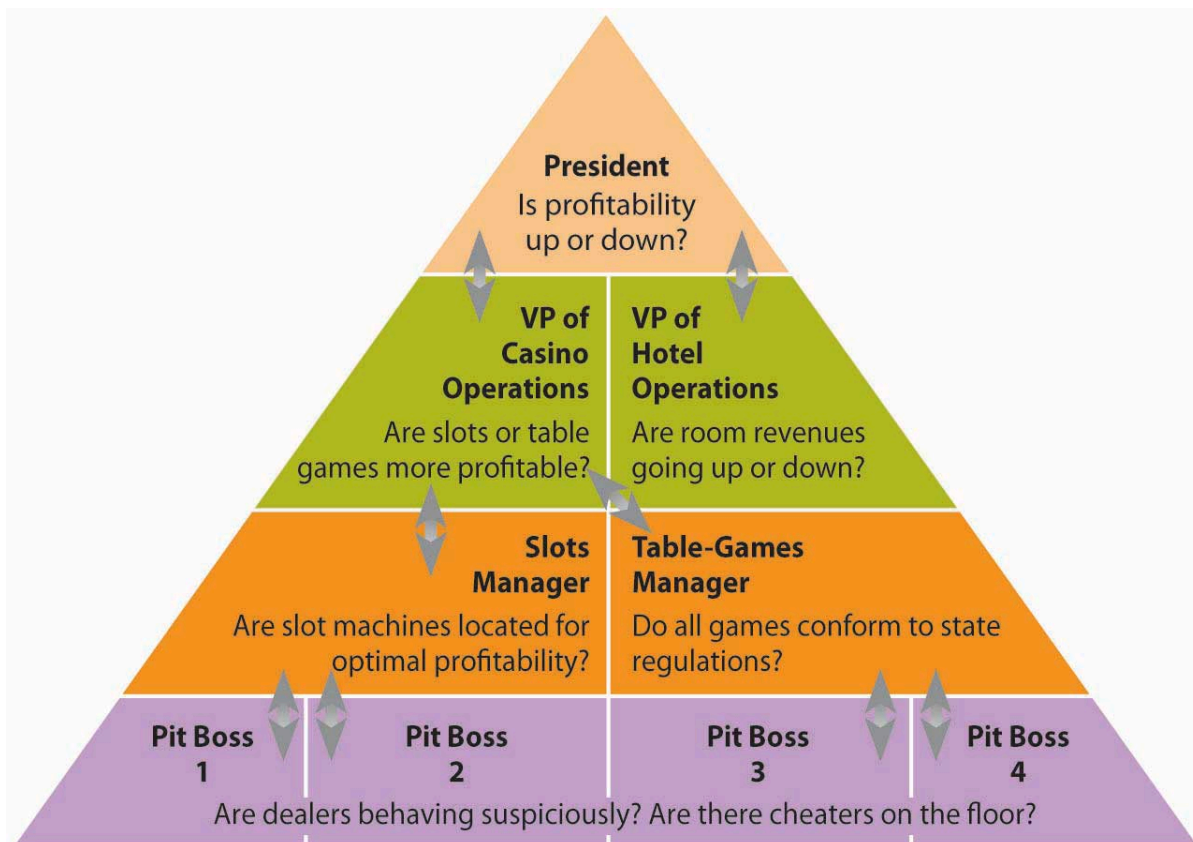 President
Is profitability
up or down?
VP of
Casino
Operations
Are slots or table
games more profitable?
VP of
Hotel
Operations
Are room revenues
going up or down?
Slots
Manager
Are slot machines located for
optimal profitability?
Table-Games
Manager
Do all games conform to state
regulations?
Pit Boss
1
Pit Boss
2
Pit Boss
3
Pit Boss
4
Are dealers behaving suspiciously? Are there cheaters on the floor?